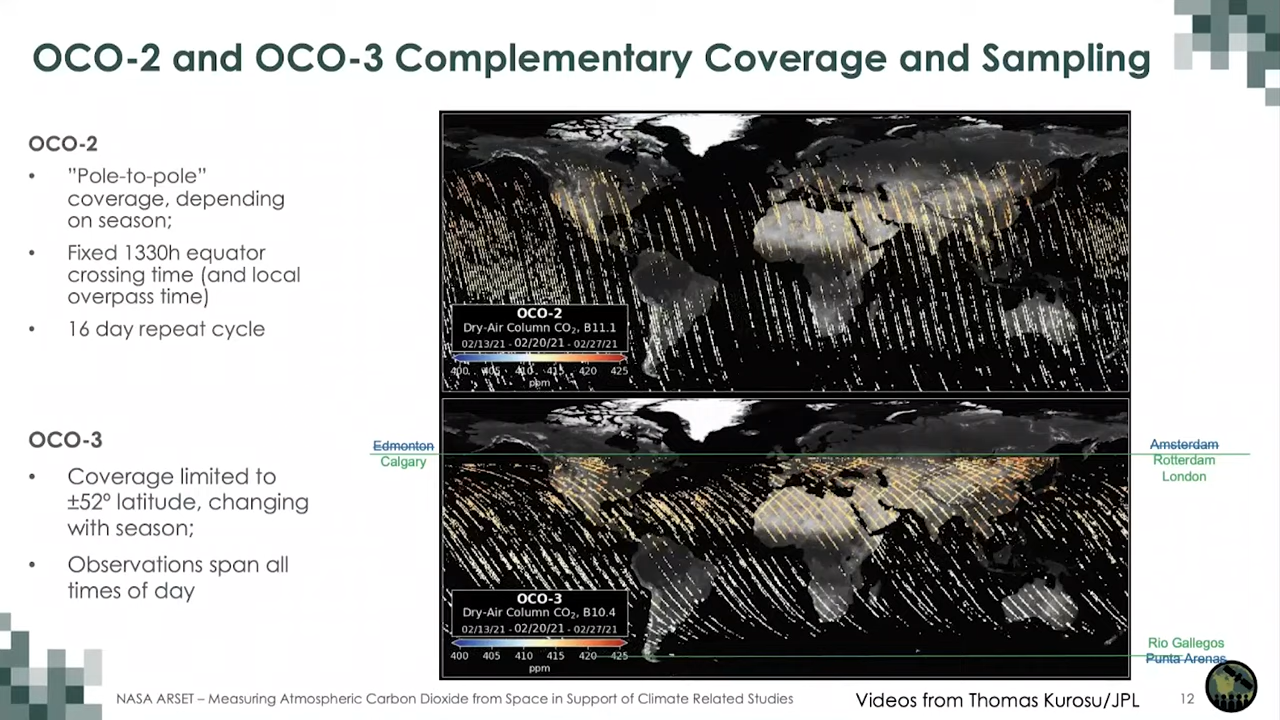 OCO-2 and OCO-3 Complementary Coverage and Sampling
OCO-2
• ”Pole-to-pole”
coverage, depending
on season;
• Fixed 1330h equator
crossing time (and local
overpass time)
• 16 day repeat cycle
OCO-2
Dry-Air Column CO₂, B11.1
02/13/21 - 02/20/21 - 02/27/21
400 405 410 415 420 425
ppm
OCO-3
• Coverage limited to
±52º latitude, changing
with season;
• Observations span all
times of day
Edmonton
Calgary
Amsterdam
Rotterdam
London
OCO-3
Dry-Air Column CO₂, B10.4
02/13/21 - 02/20/21 - 02/27/21
400 405 410 415 420 425
ppm
Rio Gallegos
Punta Arenas
NASA ARSET – Measuring Atmospheric Carbon Dioxide from Space in Support of Climate Related Studies
Videos from Thomas Kurosu/JPL
12